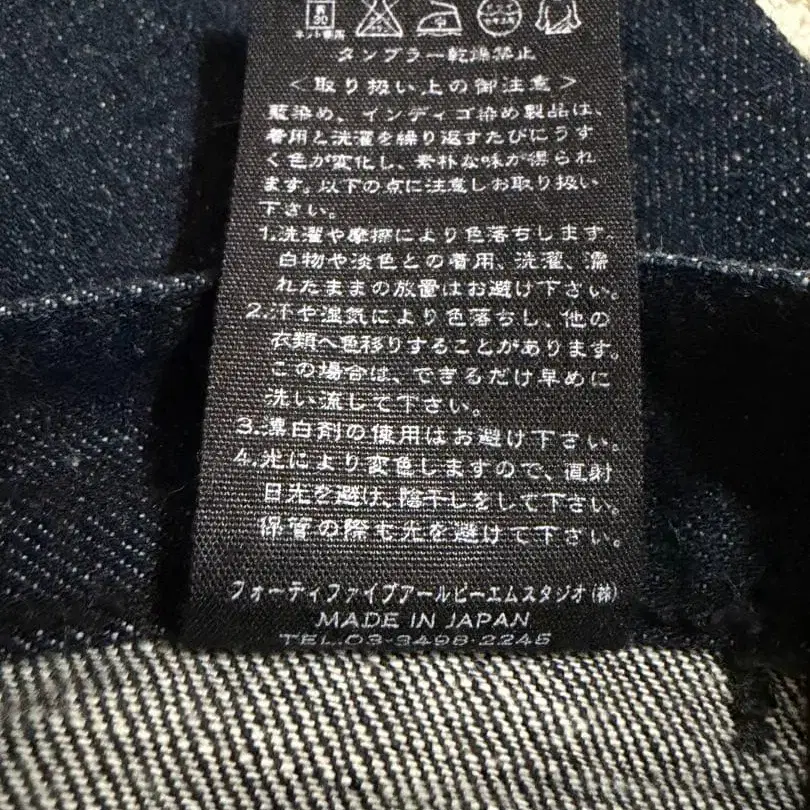 弱
30
ネット使用
タンブラー乾燥禁止
<取り扱い上の御注意>
藍染め、インディゴ染め製品は、
着用と洗濯を繰り返すたびにうす
く色が変化し、素朴な味が得られ
ます。以下の点に注意しお取り扱い
下さい。
1.洗濯や摩擦により色落ちします。
白物や淡色との着用、洗濯、濡
れたままの放置はお避け下さい。
2.汗や湿気により色落ちし、他の
衣類へ色移りすることがあります。
この場合は、できるだけ早めに
洗い流して下さい。
3.漂白剤の使用はお避け下さい。
4.光により変色しますので、直射
日光を避け、陰干しをして下さい。
保管の際も光を避けて下さい。
フォーティファイブアールピーエムスタジオ(株)
MADE IN JAPAN
TEL.03-3498-2248